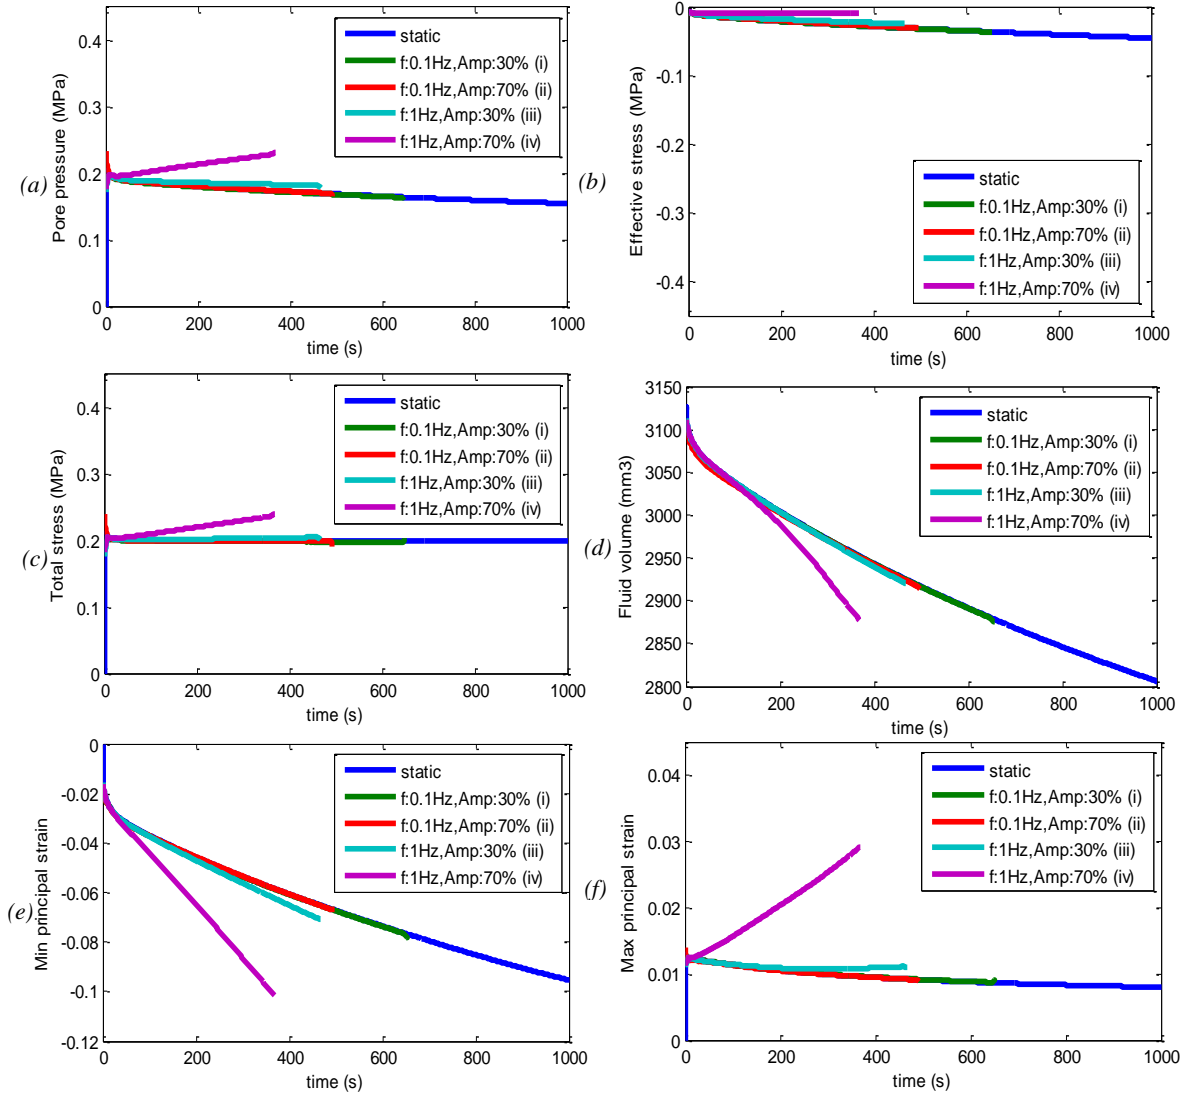 0.4
0.3
0.2
0.1
0
0
200
400
600
800
1000
Pore pressure (MPa)
time (s)
(a)
static
f:0.1Hz,Amp:30% (i)
f:0.1Hz,Amp:70% (ii)
f:1Hz,Amp:30% (iii)
f:1Hz,Amp:70% (iv)
0
-0.1
-0.2
-0.3
-0.4
0
200
400
600
800
1000
Effective stress (MPa)
time (s)
(b)
static
f:0.1Hz,Amp:30% (i)
f:0.1Hz,Amp:70% (ii)
f:1Hz,Amp:30% (iii)
f:1Hz,Amp:70% (iv)
0.4
0.3
0.2
0.1
0
0
200
400
600
800
1000
Total stress (MPa)
time (s)
(c)
static
f:0.1Hz,Amp:30% (i)
f:0.1Hz,Amp:70% (ii)
f:1Hz,Amp:30% (iii)
f:1Hz,Amp:70% (iv)
3150
3100
3050
3000
2950
2900
2850
2800
0
200
400
600
800
1000
Fluid volume (mm3)
time (s)
(d)
static
f:0.1Hz,Amp:30% (i)
f:0.1Hz,Amp:70% (ii)
f:1Hz,Amp:30% (iii)
f:1Hz,Amp:70% (iv)
0
-0.02
-0.04
-0.06
-0.08
-0.1
-0.12
0
200
400
600
800
1000
Min principal strain
time (s)
(e)
static
f:0.1Hz,Amp:30% (i)
f:0.1Hz,Amp:70% (ii)
f:1Hz,Amp:30% (iii)
f:1Hz,Amp:70% (iv)
0.04
0.03
0.02
0.01
0
0
200
400
600
800
1000
Max principal strain
time (s)
(f)
static
f:0.1Hz,Amp:30% (i)
f:0.1Hz,Amp:70% (ii)
f:1Hz,Amp:30% (iii)
f:1Hz,Amp:70% (iv)